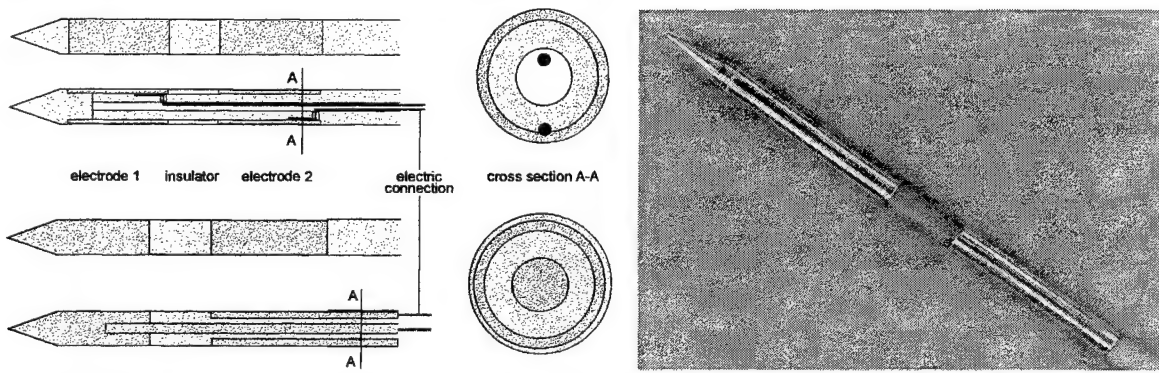 A
A
electrode 1 insulator electrode 2 electric
connection cross section A-A
A
A